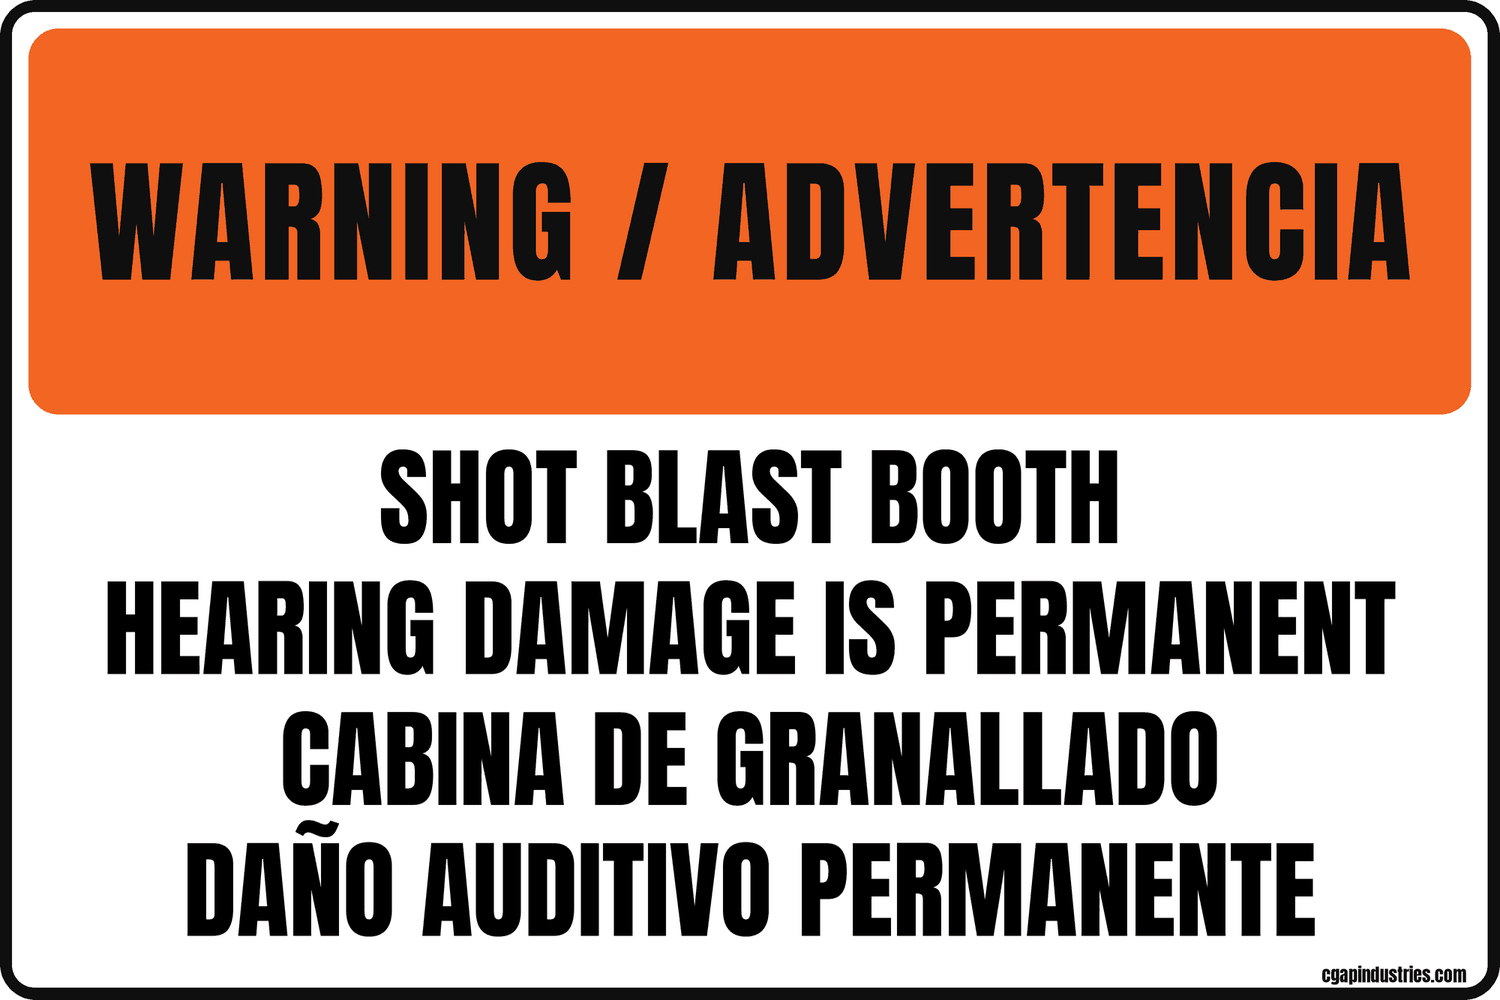 WARNING / ADVERTENCIA
SHOT BLAST BOOTH
HEARING DAMAGE IS PERMANENT
CABINA DE GRANALLADO
DAÑO AUDITIVO PERMANENTE
cgapindustries.com